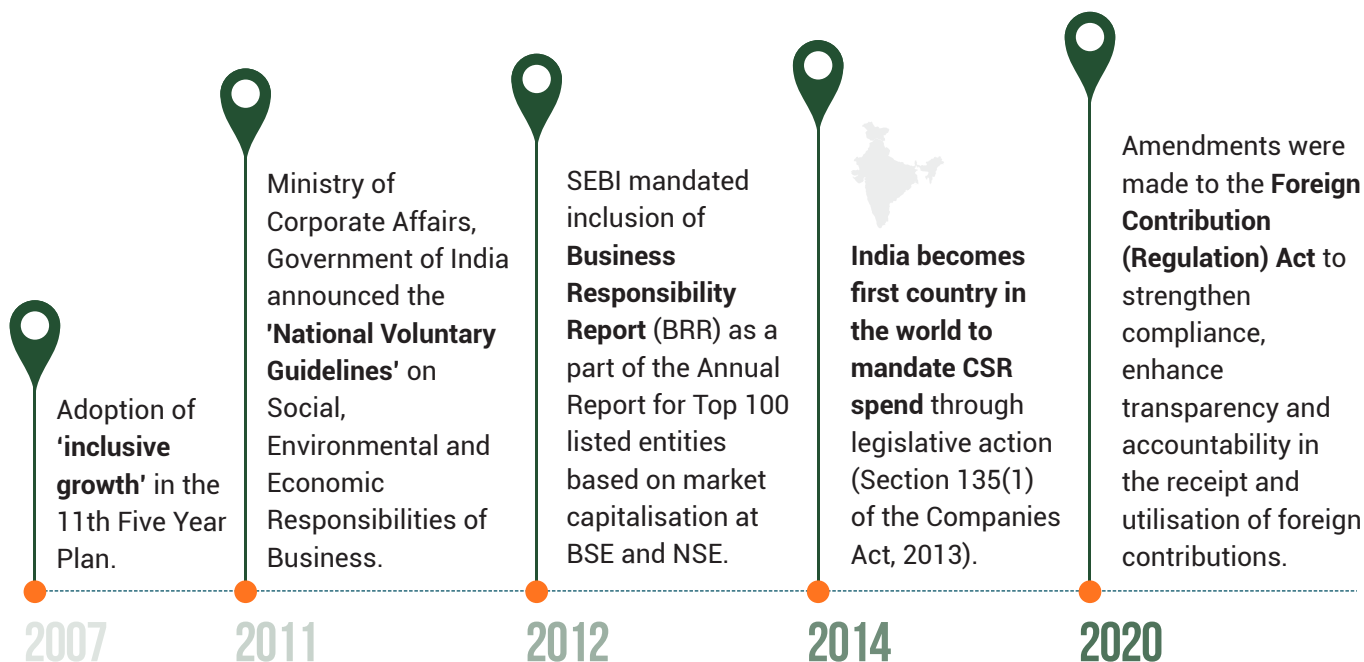 Adoption of
‘inclusive
growth’ in the
11th Five Year
Plan.
2007
Ministry of
Corporate Affairs,
Government of India
announced the
'National Voluntary
Guidelines' on
Social,
Environmental and
Economic
Responsibilities of
Business.
2011
SEBI mandated
inclusion of
Business
Responsibility
Report (BRR) as a
part of the Annual
Report for Top 100
listed entities
based on market
capitalisation at
BSE and NSE.
2012
India becomes
first country in
the world to
mandate CSR
spend through
legislative action
(Section 135(1)
of the Companies
Act, 2013).
2014
Amendments were
made to the Foreign
Contribution
(Regulation) Act to
strengthen
compliance,
enhance
transparency and
accountability in
the receipt and
utilisation of foreign
contributions.
2020